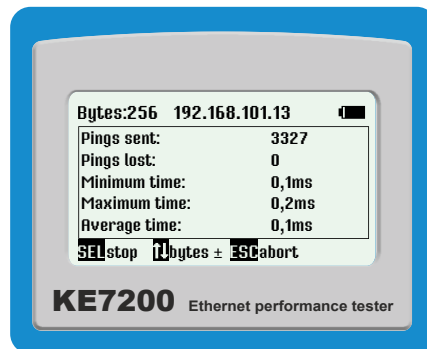 Bytes:256 192.168.101.13
Pings sent: 3327
Pings lost: 0
Minimum time: 0,1ms
Maximum time: 0,2ms
Average time: 0,1ms
SEL stop ↑↓ bytes ± ESC abort
KE7200 Ethernet performance tester